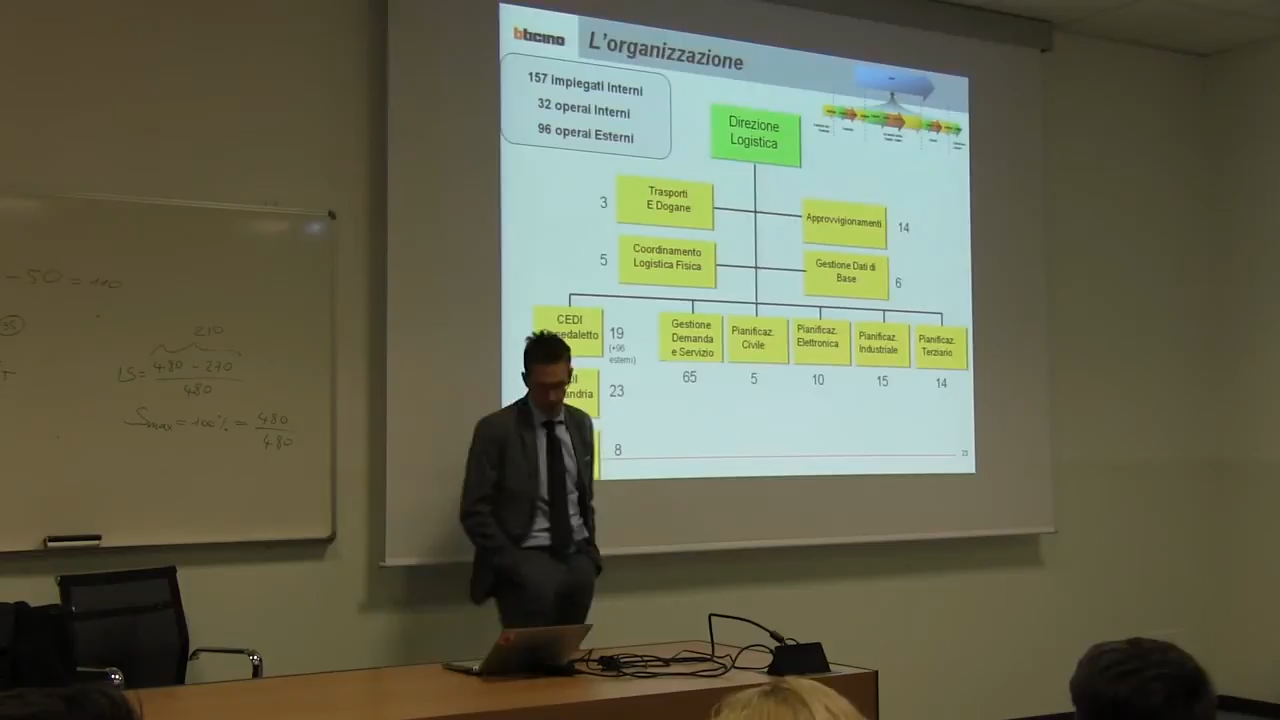 bticino
L'organizzazione
157 impiegati Interni
32 operai Interni
96 operai Esterni
Direzione
Logistica
3
Trasporti
E Dogane
Approvvigionamenti
14
5
Coordinamento
Logistica Fisica
Gestione Dati di
Base
6
CEDI
19
(+96
esterni)
Gestione
Demanda
e Servizio
65
Pianificaz.
Civile
5
Pianificaz.
Elettronica
10
Pianificaz.
Industriale
15
Pianificaz.
Terziario
14
23
8
23
- 50 = 110
35
210
LS = 480 - 270
480
Smax = 100% = 480
480